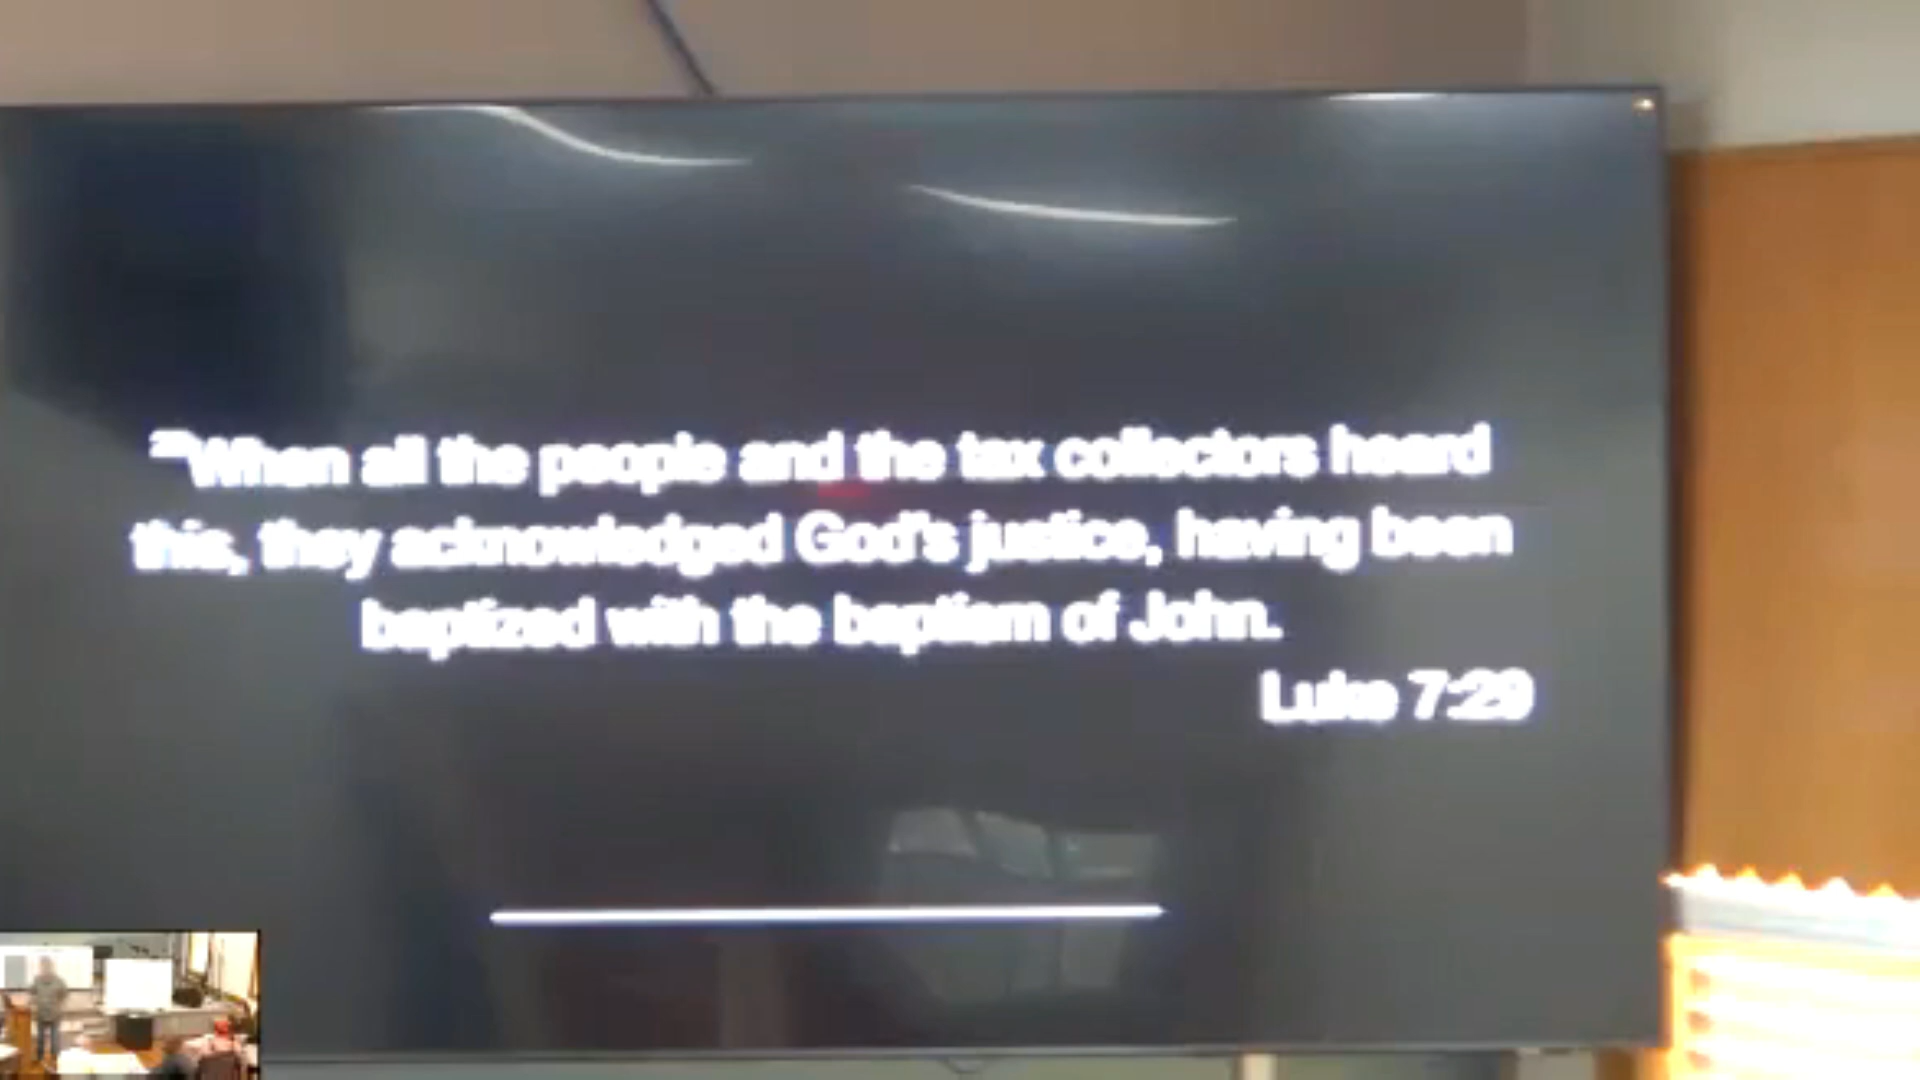 ²⁹When all the people and the tax collectors heard
this, they acknowledged God's justice, having been
baptized with the baptism of John.
Luke 7:29